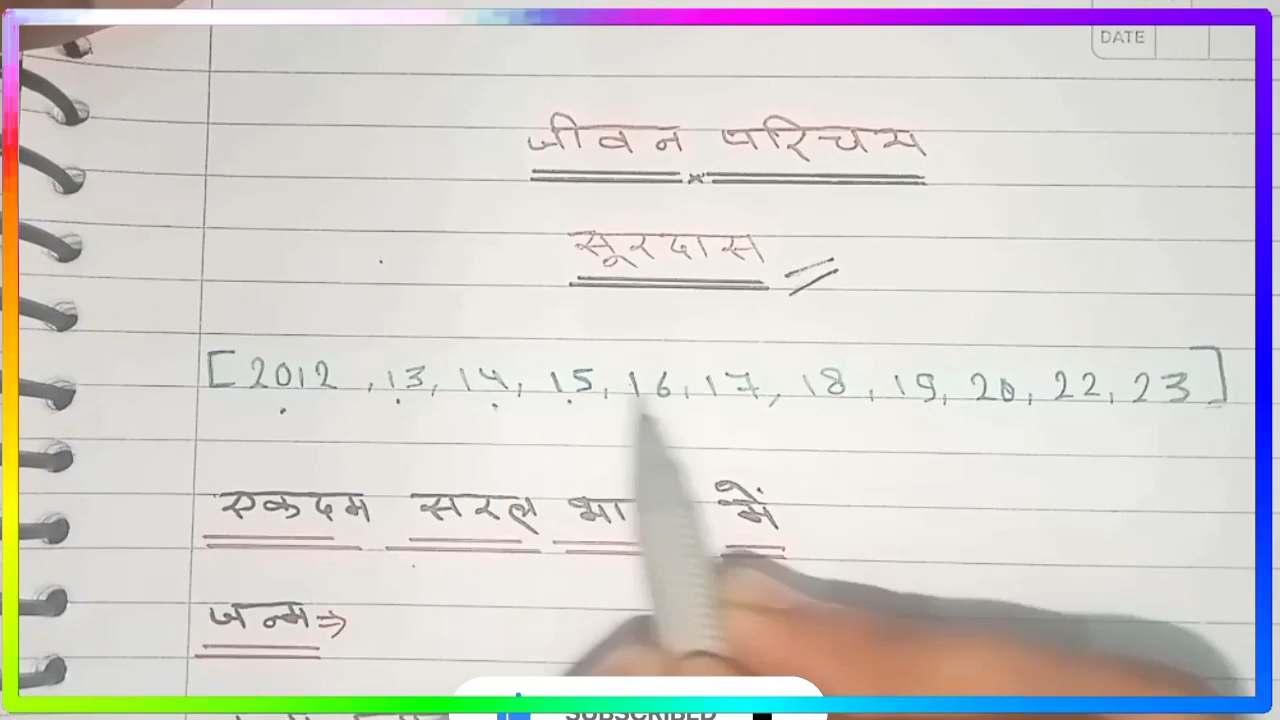 DATE
जीवन परिचय
सूरदास
[2012, 13, 14, 15, 16, 17, 18, 19, 20, 22, 23]
एकदम सरल भा में
जन्म⇒
SUBSCRIBED